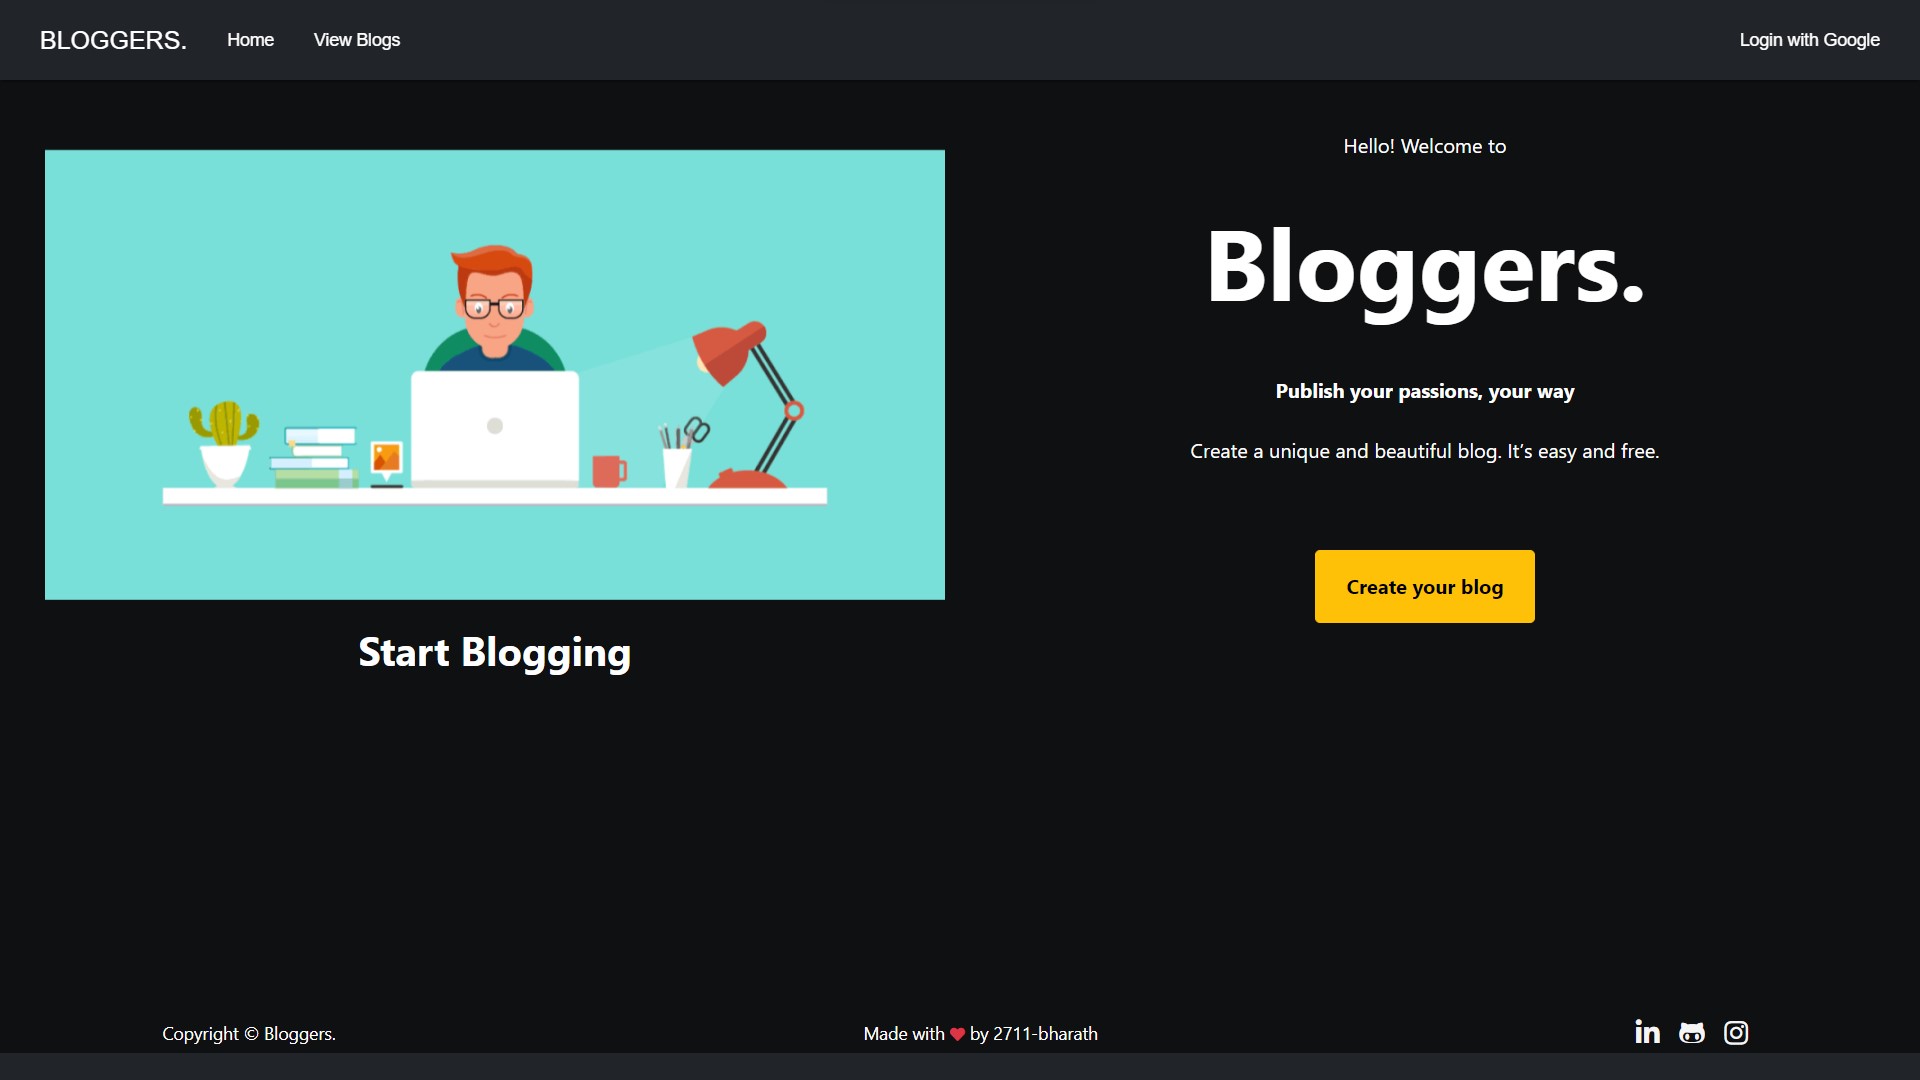 BLOGGERS.
Home
View Blogs
Login with Google
Start Blogging
Hello! Welcome to
Bloggers.
Publish your passions, your way
Create a unique and beautiful blog. It’s easy and free.
Create your blog
Copyright © Bloggers.
Made with ❤ by 2711-bharath